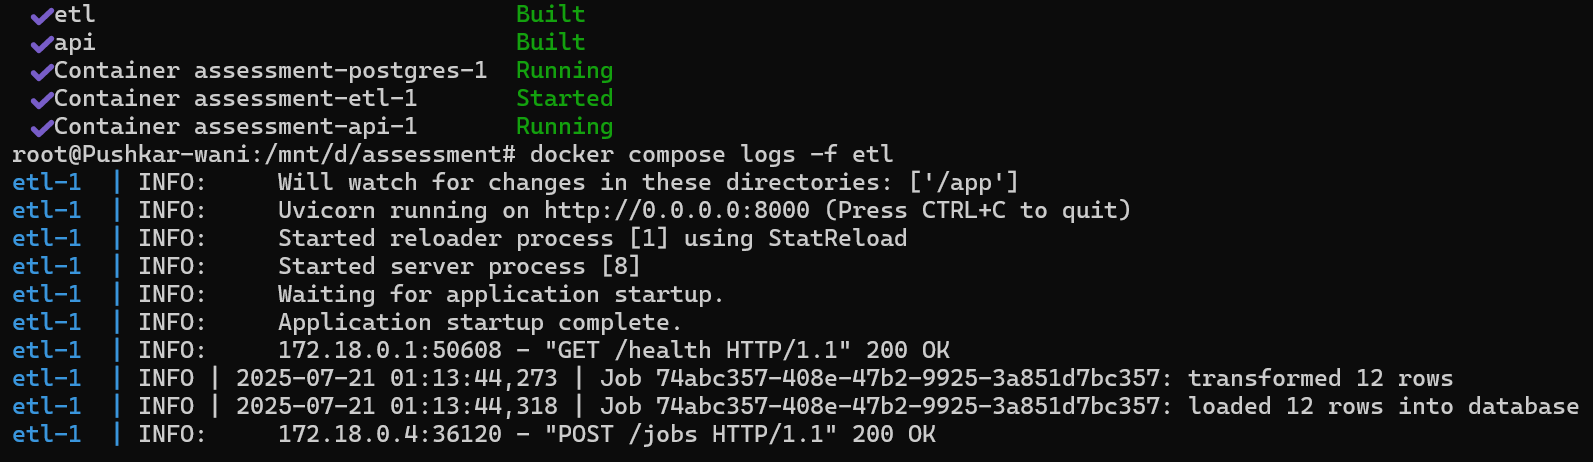 ✔etl Built
✔api Built
✔Container assessment-postgres-1 Running
✔Container assessment-etl-1 Started
✔Container assessment-api-1 Running
root@Pushkar-wani:/mnt/d/assessment# docker compose logs -f etl
etl-1 | INFO: Will watch for changes in these directories: ['/app']
etl-1 | INFO: Uvicorn running on http://0.0.0.0:8000 (Press CTRL+C to quit)
etl-1 | INFO: Started reloader process [1] using StatReload
etl-1 | INFO: Started server process [8]
etl-1 | INFO: Waiting for application startup.
etl-1 | INFO: Application startup complete.
etl-1 | INFO: 172.18.0.1:50608 - "GET /health HTTP/1.1" 200 OK
etl-1 | INFO | 2025-07-21 01:13:44,273 | Job 74abc357-408e-47b2-9925-3a851d7bc357: transformed 12 rows
etl-1 | INFO | 2025-07-21 01:13:44,318 | Job 74abc357-408e-47b2-9925-3a851d7bc357: loaded 12 rows into database
etl-1 | INFO: 172.18.0.4:36120 - "POST /jobs HTTP/1.1" 200 OK